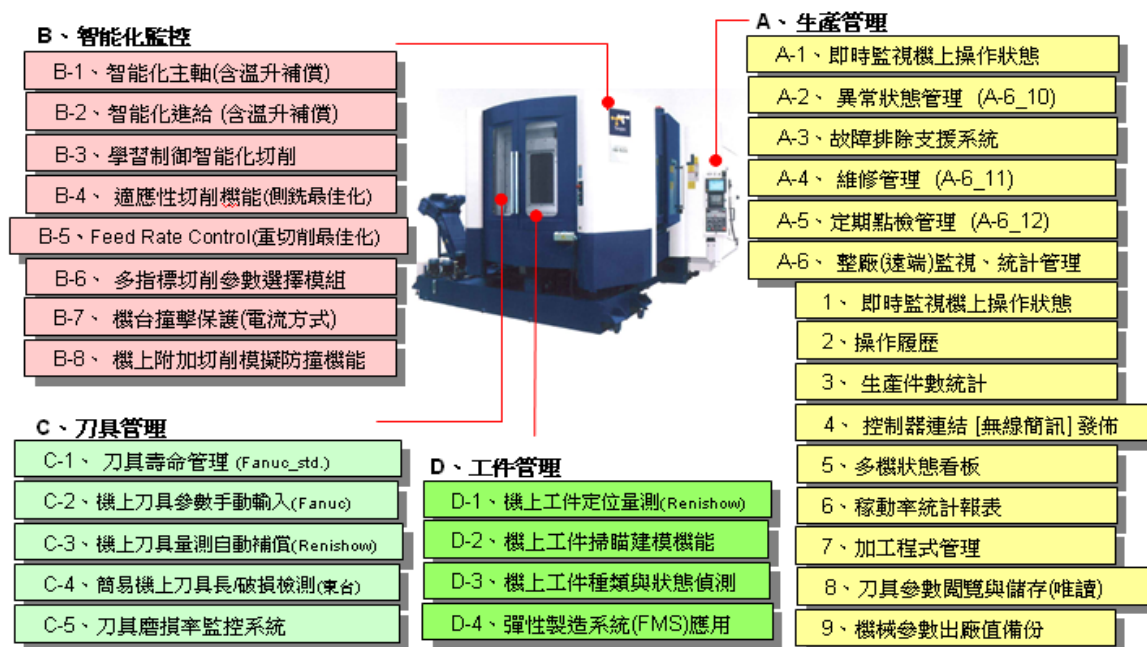 B、智能化監控
B-1、智能化主軸(含溫升補償)
B-2、智能化進給 (含溫升補償)
B-3、學習制御智能化切削
B-4、 適應性切削機能(側銑最佳化)
B-5、Feed Rate Control(重切削最佳化)
B-6、 多指標切削參數選擇模組
B-7、 機台撞擊保護(電流方式)
B-8、 機上附加切削模擬防撞機能
A、生產管理
A-1、即時監視機上操作狀態
A-2、 異常狀態管理 (A-6_10)
A-3、故障排除支援系統
A-4、 維修管理 (A-6_11)
A-5、定期點檢管理 (A-6_12)
A-6、 整廠(遠端)監視、統計管理
1、 即時監視機上操作狀態
2、操作履歷
3、 生產件數統計
4、 控制器連結 [無線簡訊] 發佈
5、多機狀態看板
6、稼動率統計報表
7、加工程式管理
8、刀具參數閱覽與儲存(唯讀)
9、機械參數出廠值備份
C、刀具管理
C-1、 刀具壽命管理 (Fanuc_std.)
C-2、機上刀具參數手動輸入(Fanuc)
C-3、機上刀具量測自動補償(Renishow)
C-4、簡易機上刀具長/破損檢測(東台)
C-5、刀具磨損率監控系統
D、工件管理
D-1、機上工件定位量測(Renishow)
D-2、機上工件掃瞄建模機能
D-3、機上工件種類與狀態偵測
D-4、彈性製造系統(FMS)應用